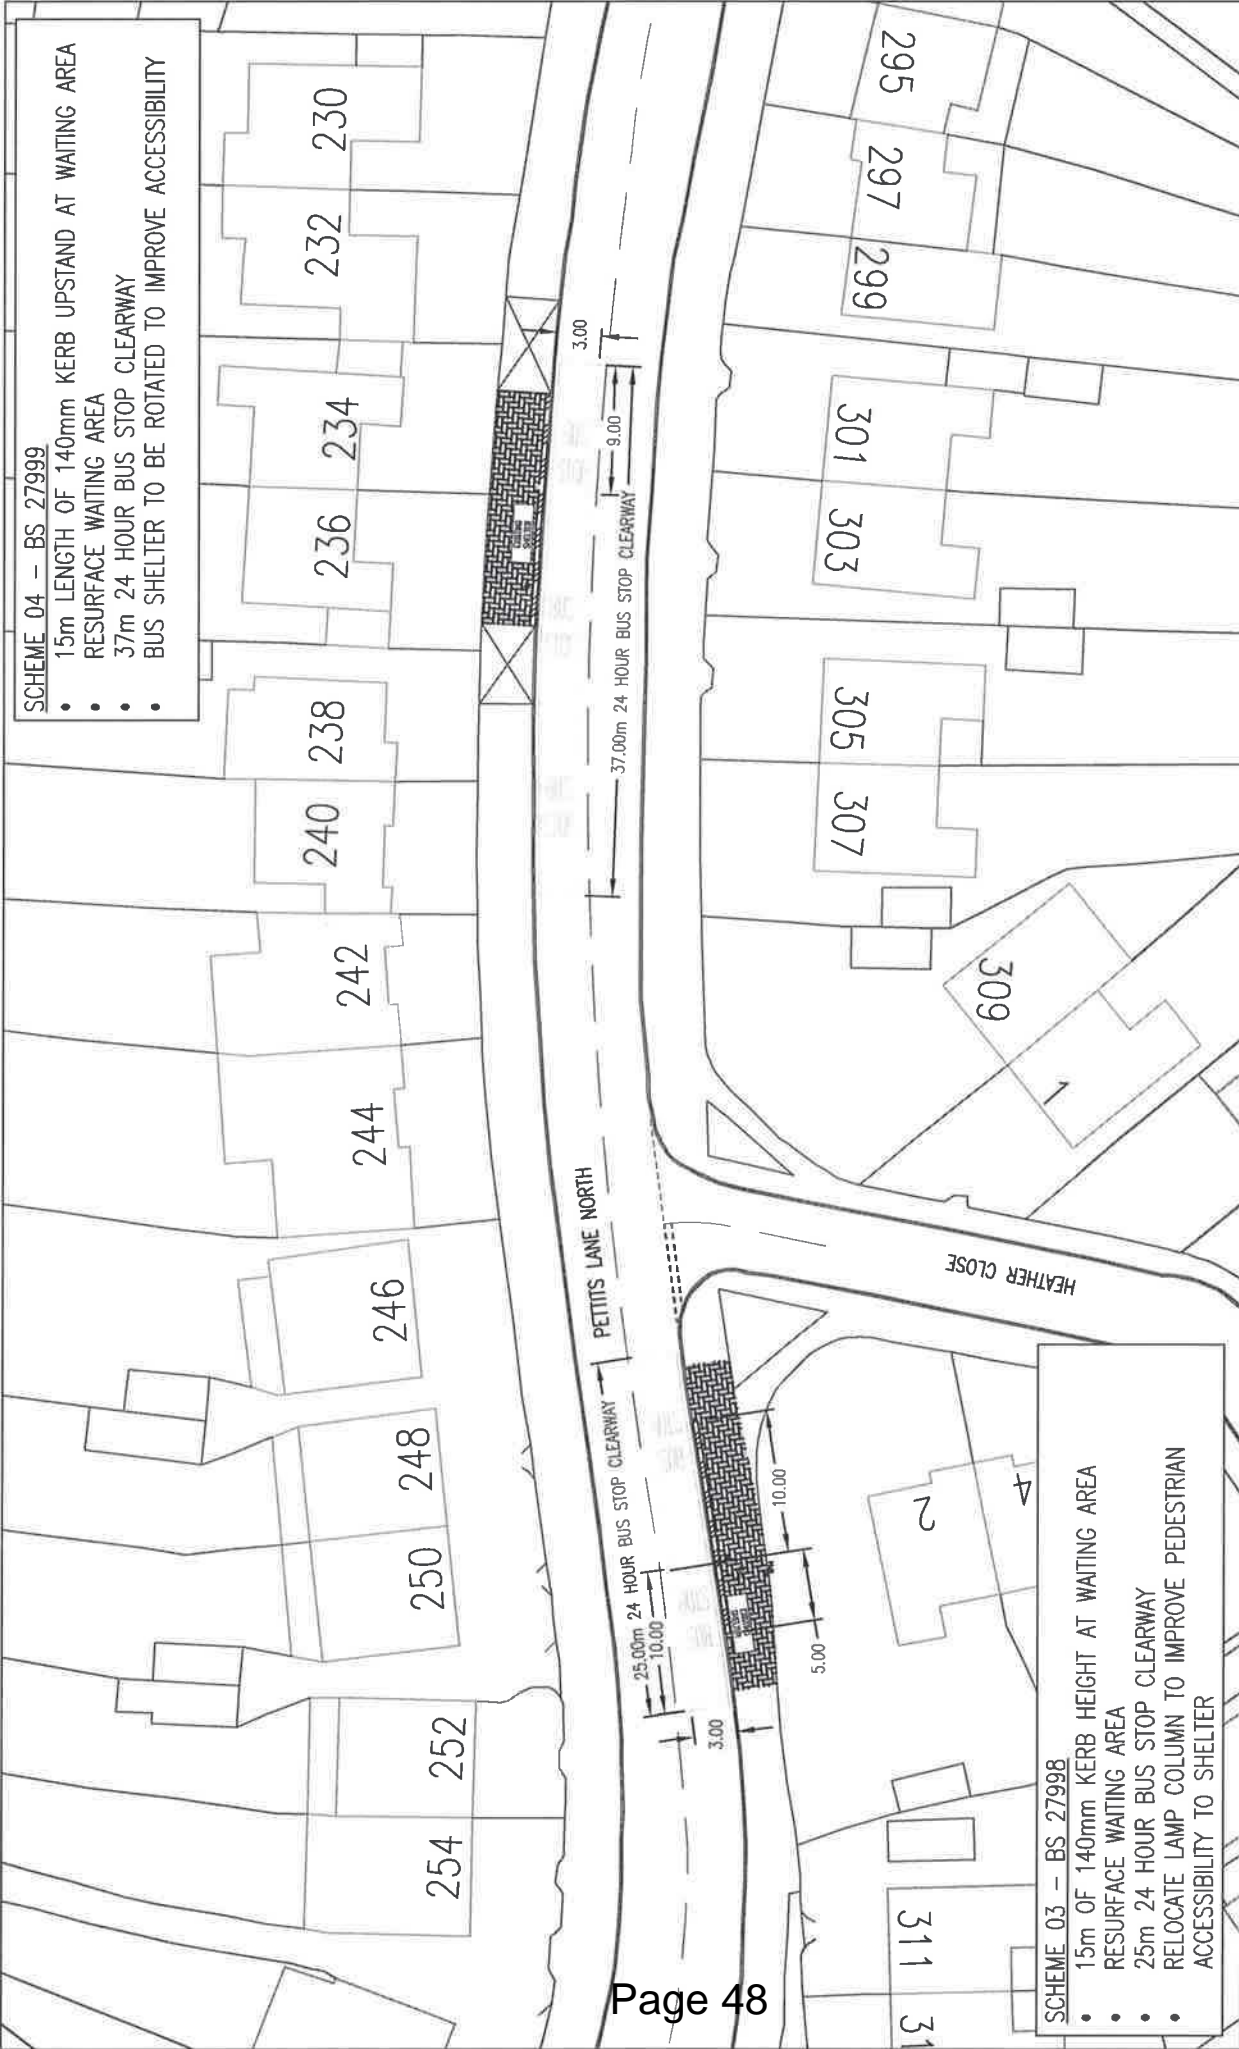 SCHEME 04 - BS 27999
• 15m LENGTH OF 140mm KERB UPSTAND AT WAITING AREA
• RESURFACE WAITING AREA
• 37m 24 HOUR BUS STOP CLEARWAY
• BUS SHELTER TO BE ROTATED TO IMPROVE ACCESSIBILITY
230
232
234
236
238
240
242
244
246
248
250
252
254
3.00
9.00
37.00m 24 HOUR BUS STOP CLEARWAY
EXISTING
SHELTER
PETTITS LANE NORTH
25.00m 24 HOUR BUS STOP CLEARWAY
10.00
3.00
10.00
5.00
HEATHER CLOSE
295
297
299
301
303
305
307
309
1
2
4
311
31
SCHEME 03 - BS 27998
• 15m OF 140mm KERB HEIGHT AT WAITING AREA
• RESURFACE WAITING AREA
• 25m 24 HOUR BUS STOP CLEARWAY
• RELOCATE LAMP COLUMN TO IMPROVE PEDESTRIAN
ACCESSIBILITY TO SHELTER
Page 48